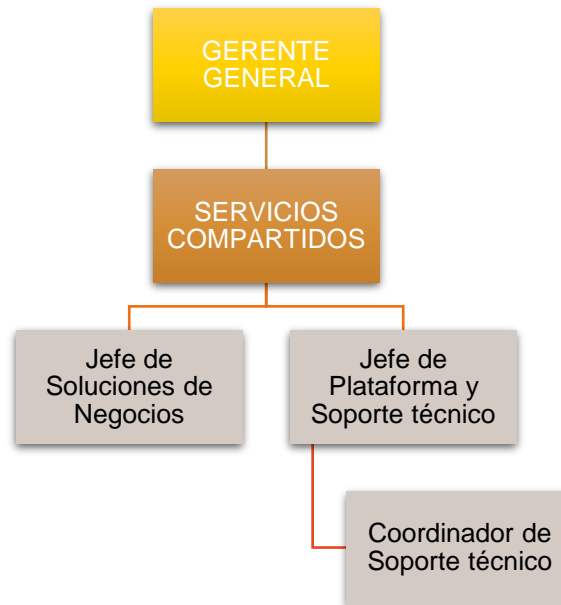 GERENTE
GENERAL
SERVICIOS
COMPARTIDOS
Jefe de
Soluciones de
Negocios
Jefe de
Plataforma y
Soporte técnico
Coordinador de
Soporte técnico